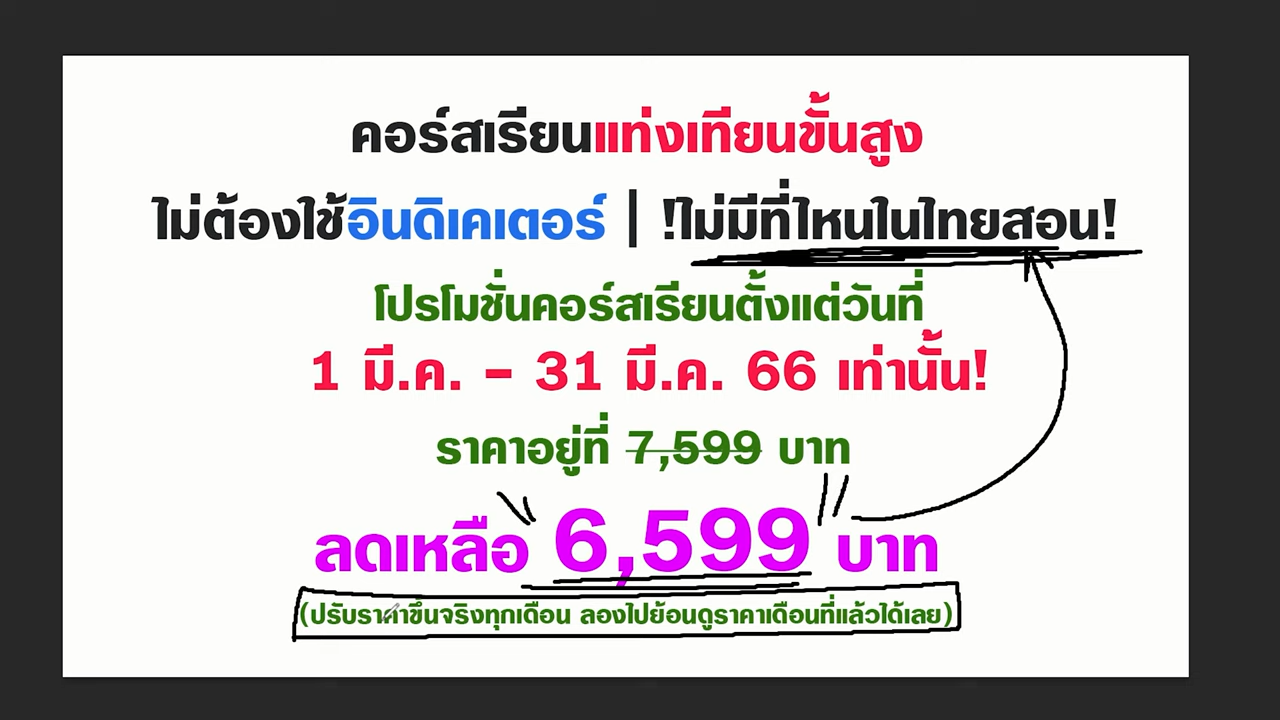 คอร์สเรียนแท่งเทียนขั้นสูง
ไม่ต้องใช้อินดิเคเตอร์ | !ไม่มีที่ไหนในไทยสอน!
โปรโมชั่นคอร์สเรียนตั้งแต่วันที่
1 มี.ค. – 31 มี.ค. 66 เท่านั้น!
ราคาอยู่ที่ 7,599 บาท
ลดเหลือ 6,599 บาท
(ปรับราคาขึ้นจริงทุกเดือน ลองไปย้อนดูราคาเดือนที่แล้วได้เลย)